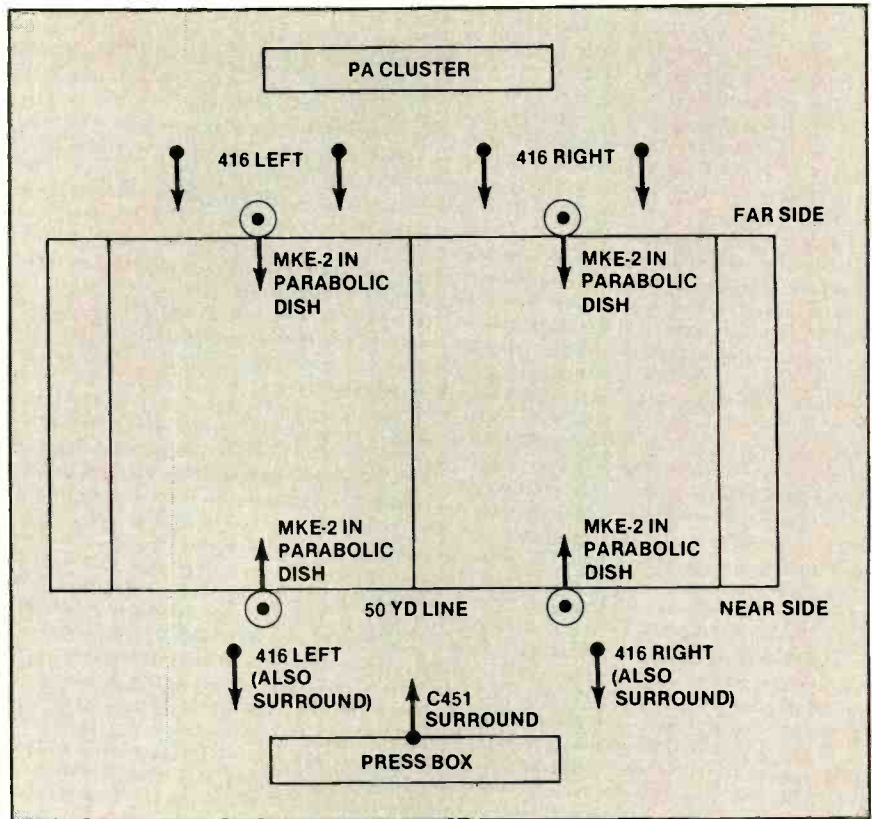 PA CLUSTER
416 LEFT
416 RIGHT
FAR SIDE
MKE-2 IN
PARABOLIC
DISH
MKE-2 IN
PARABOLIC
DISH
MKE-2 IN
PARABOLIC
DISH
MKE-2 IN
PARABOLIC
DISH
50 YD LINE
NEAR SIDE
416 LEFT
(ALSO
SURROUND)
C451
SURROUND
416 RIGHT
(ALSO
SURROUND)
PRESS BOX